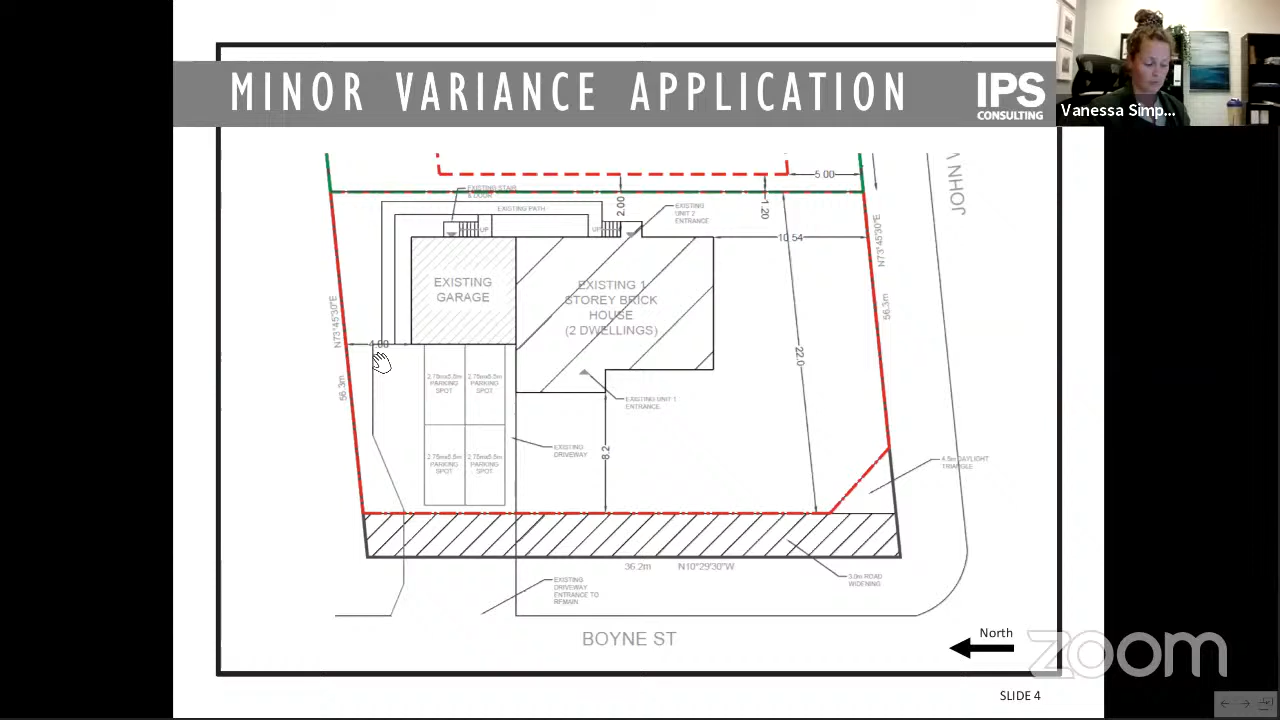 MINOR VARIANCE APPLICATION
IPS
CONSULTING
Vanessa Simp...
5.00
EXISTING STAIR
& DOOR
EXISTING PATH
2.00
1.20
JOHN W
EXISTING
UNIT 2
ENTRANCE
UP
UP
10.54
N73°45'30"E
56.3m
EXISTING
GARAGE
EXISTING 1
STOREY BRICK
HOUSE
(2 DWELLINGS)
N73°45'30"E
56.3m
4.00
22.0
2.75mx5.5m
PARKING
SPOT
2.75mx5.5m
PARKING
SPOT
EXISTING UNIT 1
ENTRANCE
8.2
EXISTING
DRIVEWAY
2.75mx5.5m
PARKING
SPOT
2.75mx5.5m
PARKING
SPOT
4.5m DAYLIGHT
TRIANGLE
36.2m
N10°29'30"W
3.0m ROAD
WIDENING
EXISTING
DRIVEWAY
ENTRANCE TO
REMAIN
BOYNE ST
North
zoom
SLIDE 4